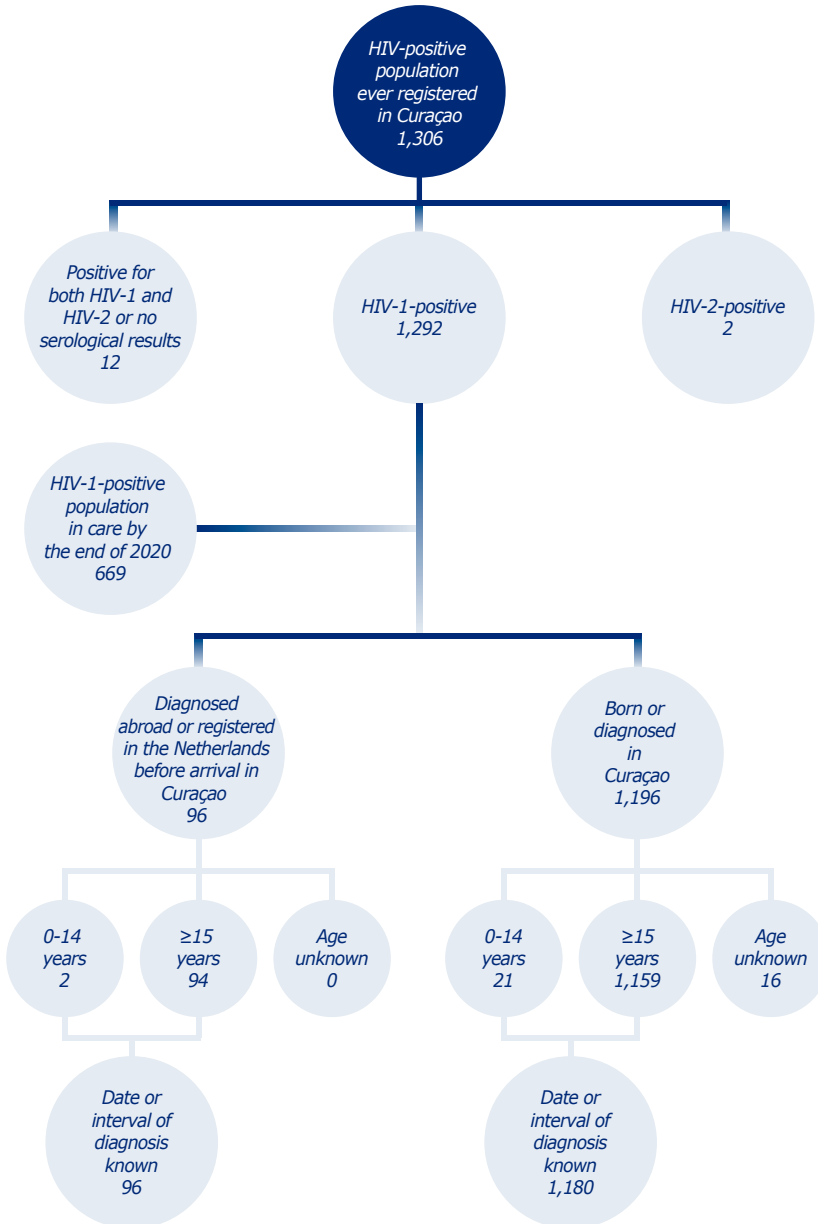 HIV-positive
population
ever registered
in Curaçao
1,306
Positive for
both HIV-1 and
HIV-2 or no
serological results
12
HIV-1-positive
1,292
HIV-2-positive
2
HIV-1-positive
population
in care by
the end of 2020
669
Diagnosed
abroad or registered
in the Netherlands
before arrival in
Curaçao
96
Born or
diagnosed
in
Curaçao
1,196
0-14
years
2
≥15
years
94
Age
unknown
0
0-14
years
21
≥15
years
1,159
Age
unknown
16
Date or
interval of
diagnosis
known
96
Date or
interval of
diagnosis
known
1,180